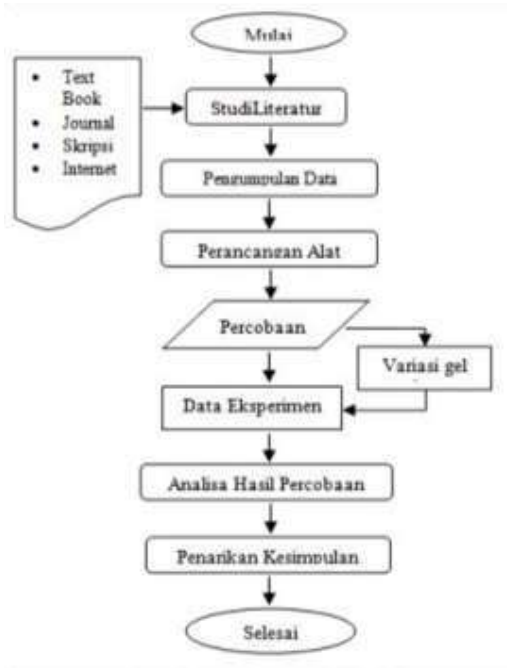 Mulai
• Text
Book
• Journal
• Skripsi
• Internet
StudiLiteratur
Pengumpulan Data
Perancangan Alat
Percobaan
Variasi gel
Data Eksperimen
Analisa Hasil Percobaan
Penarikan Kesimpulan
Selesai